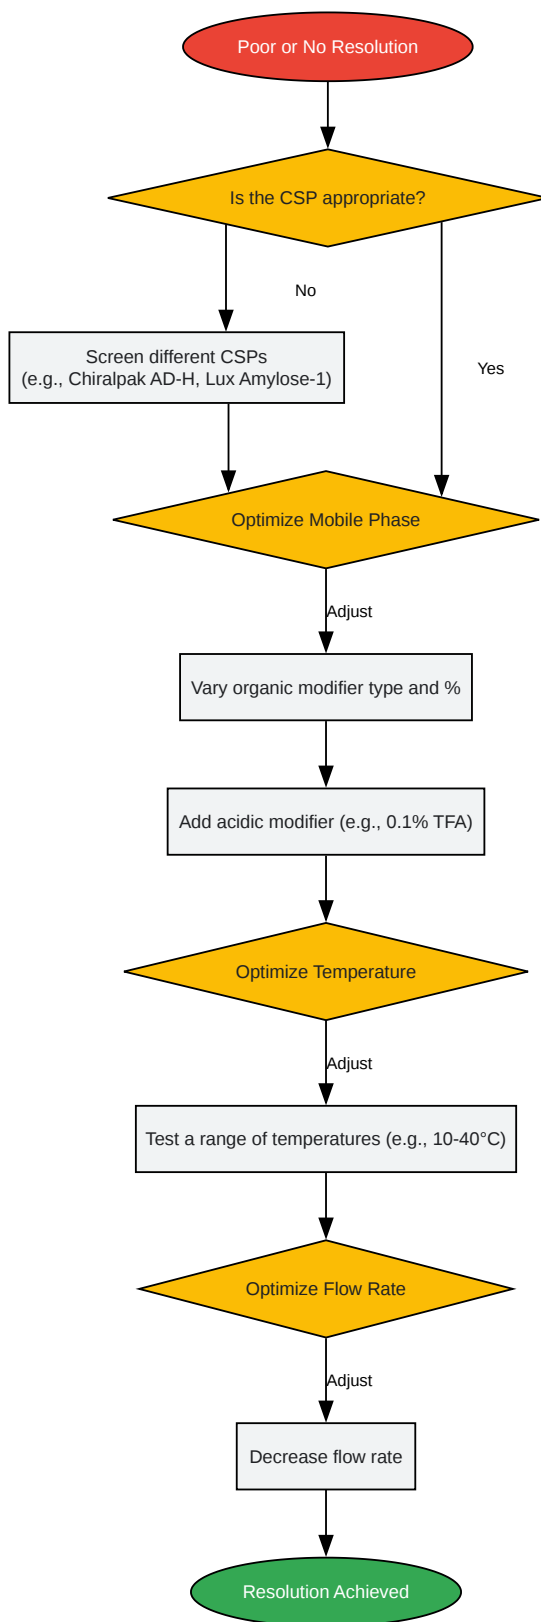 Poor or No Resolution
Is the CSP appropriate?
No
Screen different CSPs
(e.g., Chiralpak AD-H, Lux Amylose-1)
Yes
Optimize Mobile Phase
Adjust
Vary organic modifier type and %
Add acidic modifier (e.g., 0.1% TFA)
Optimize Temperature
Adjust
Test a range of temperatures (e.g., 10-40°C)
Optimize Flow Rate
Adjust
Decrease flow rate
Resolution Achieved